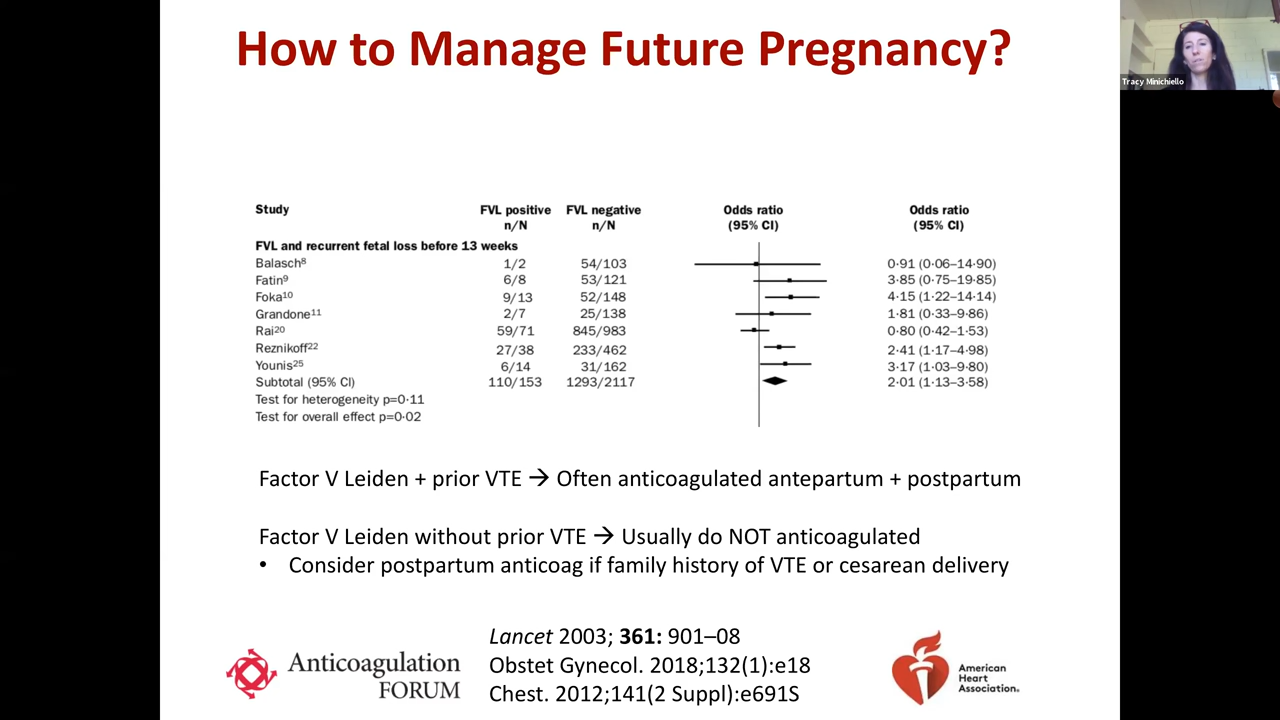 How to Manage Future Pregnancy?
Tracy Minichiello
Study FVL positive FVL negative Odds ratio Odds ratio
n/N n/N (95% CI) (95% CI)
FVL and recurrent fetal loss before 13 weeks
Balasch⁸ 1/2 54/103 0·91 (0·06–14·90)
Fatin⁹ 6/8 53/121 3·85 (0·75–19·85)
Foka¹⁰ 9/13 52/148 4·15 (1·22–14·14)
Grandone¹¹ 2/7 25/138 1·81 (0·33–9·86)
Rai²⁰ 59/71 845/983 0·80 (0·42–1·53)
Reznikoff²² 27/38 233/462 2·41 (1·17–4·98)
Younis²⁵ 6/14 31/162 3·17 (1·03–9·80)
Subtotal (95% CI) 110/153 1293/2117 2·01 (1·13–3·58)
Test for heterogeneity p=0·11
Test for overall effect p=0·02
Factor V Leiden + prior VTE → Often anticoagulated antepartum + postpartum
Factor V Leiden without prior VTE → Usually do NOT anticoagulated
• Consider postpartum anticoag if family history of VTE or cesarean delivery
Anticoagulation
FORUM
Lancet 2003; 361: 901–08
Obstet Gynecol. 2018;132(1):e18
Chest. 2012;141(2 Suppl):e691S
American
Heart
Association®